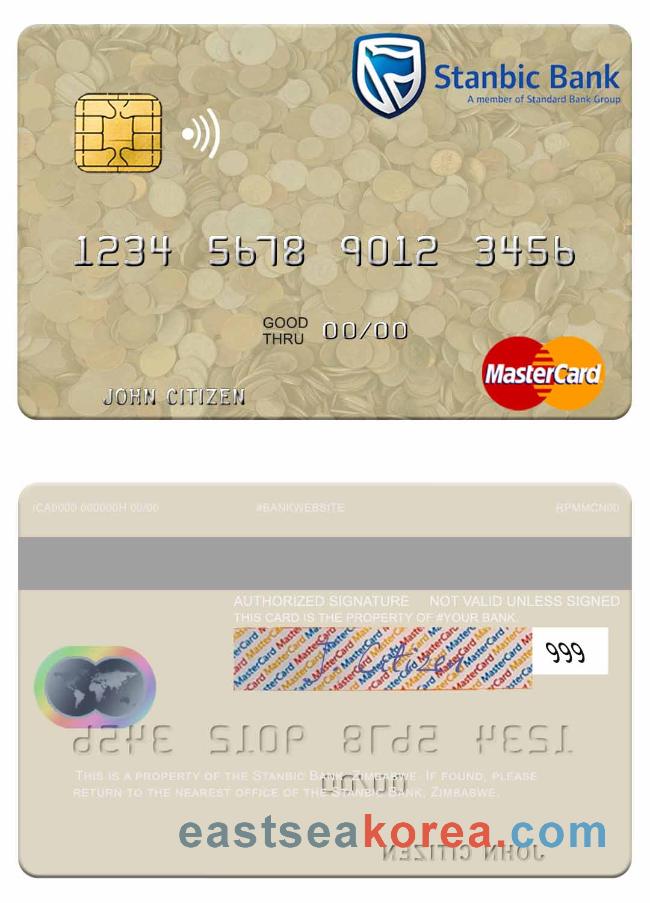 Stanbic Bank
A member of Standard Bank Group
1234 5678 9012 3456
GOOD THRU 00/00
JOHN CITIZEN
MasterCard
ICA0000 000000H 00/00 #BANKWEBSITE RPMMCN00
AUTHORIZED SIGNATURE NOT VALID UNLESS SIGNED
THIS CARD IS THE PROPERTY OF #YOUR BANK.
J. Citizen 999
1234 5678 9012 3456
THIS IS A PROPERTY OF THE STANBIC BANK, ZIMBABWE. IF FOUND, PLEASE
00/00
RETURN TO THE NEAREST OFFICE OF THE STANBIC BANK, ZIMBABWE.
eastseakorea.com
JOHN CITIZEN